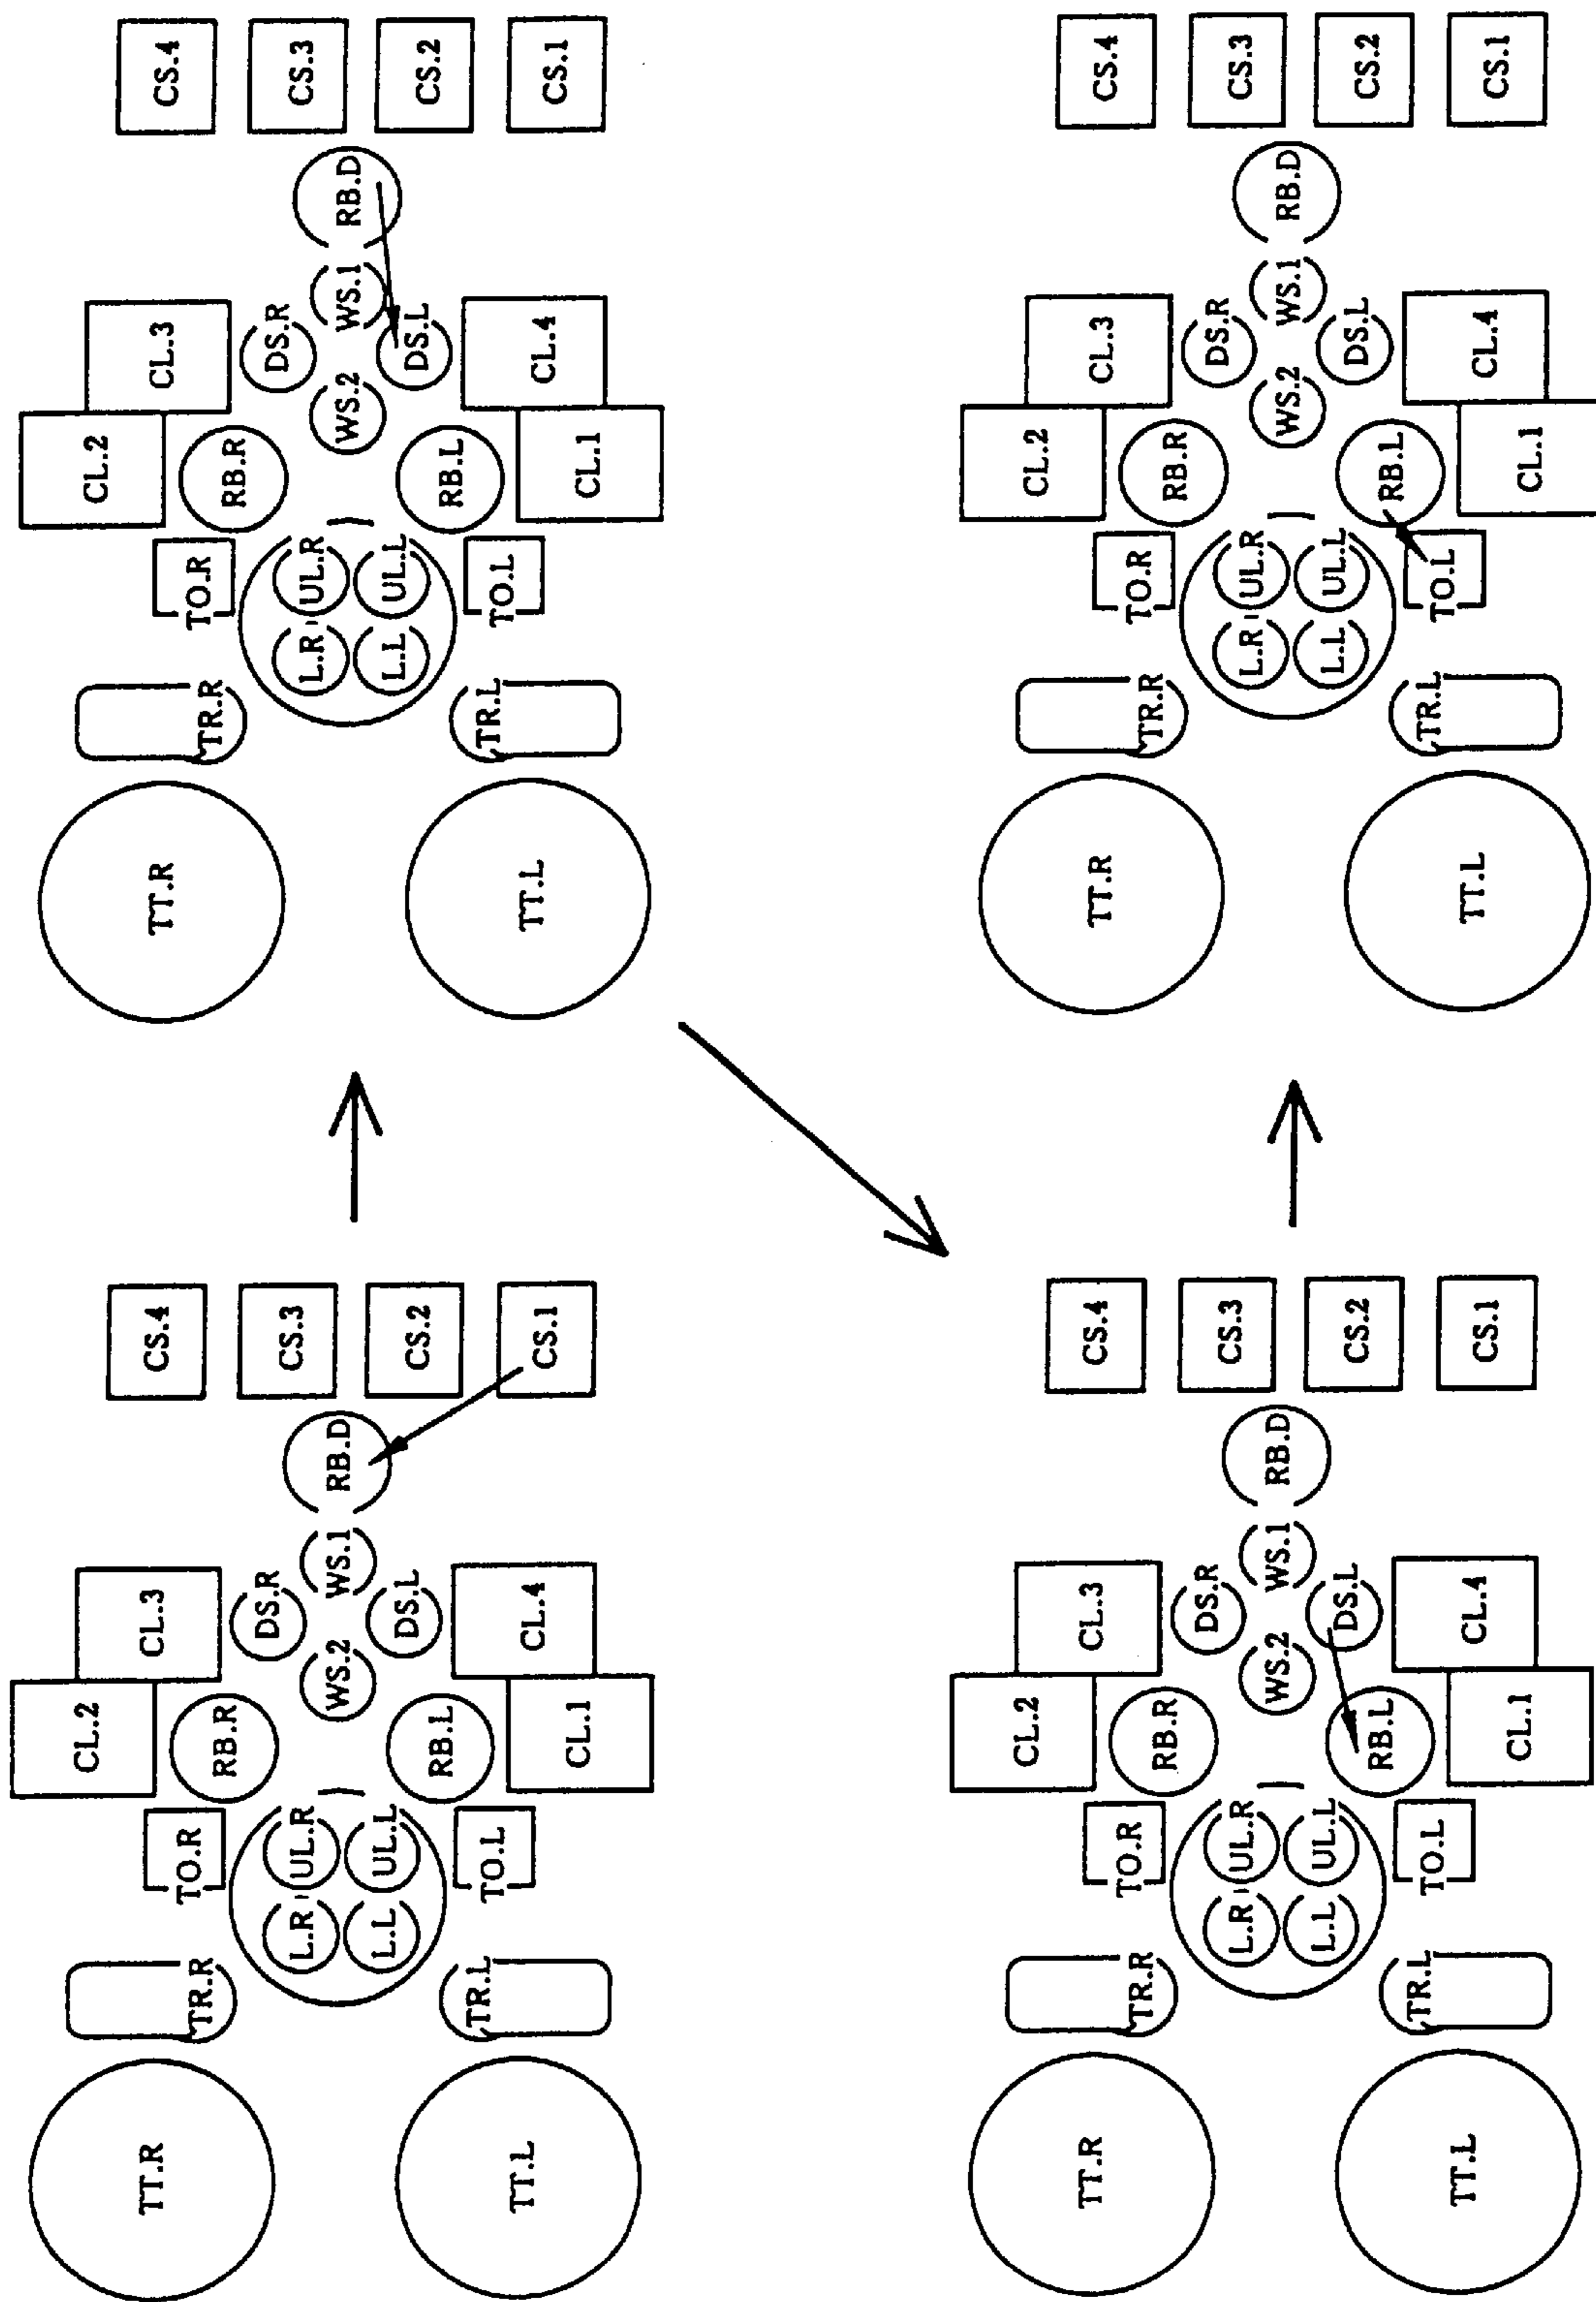 CL.2
TT.R
CL.3
CS.4
TO.R
TR.R
RB.R
DS.R
CS.3
L.R
UL.R
WS.2
WS.1
RB.D
L.L
UL.L
DS.L
CS.2
RB.L
TR.L
TO.L
TT.L
CL.4
CS.1
CL.1
CL.2
TT.R
CL.3
CS.4
TO.R
TR.R
RB.R
DS.R
CS.3
L.R
UL.R
WS.2
WS.1
RB.D
L.L
UL.L
DS.L
CS.2
RB.L
TR.L
TO.L
TT.L
CL.4
CS.1
CL.1
CL.2
TT.R
CL.3
CS.4
TO.R
TR.R
RB.R
DS.R
CS.3
L.R
UL.R
WS.2
WS.1
RB.D
L.L
UL.L
DS.L
CS.2
RB.L
TR.L
TO.L
TT.L
CL.4
CS.1
CL.1
CL.2
TT.R
CL.3
CS.4
TO.R
TR.R
RB.R
DS.R
CS.3
L.R
UL.R
WS.2
WS.1
RB.D
L.L
UL.L
DS.L
CS.2
RB.L
TR.L
TO.L
TT.L
CL.4
CS.1
CL.1